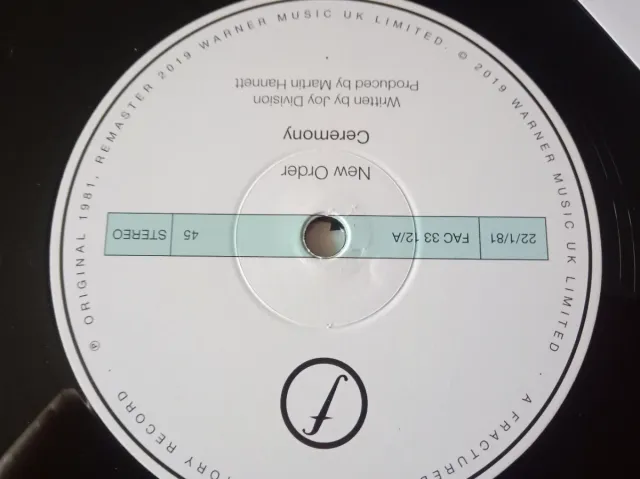 f
22/1/81 FAC 33 12/A 45 STEREO
New Order
Ceremony
Written by Joy Division
Produced by Martin Hannett
℗ ORIGINAL 1981, REMASTER 2019 WARNER MUSIC UK LIMITED. © 2019 WARNER MUSIC UK LIMITED · A FRACTURED
RECORD